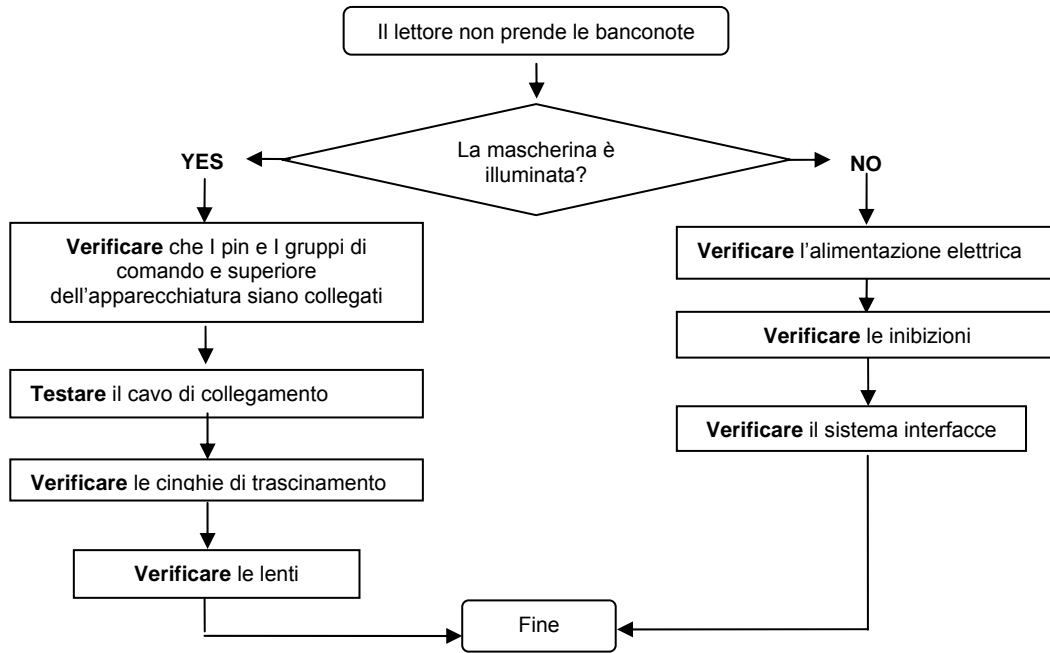 Il lettore non prende le banconote
La mascherina è
illuminata?
YES
NO
Verificare che I pin e I gruppi di
comando e superiore
dell'apparecchiatura siano collegati
Testare il cavo di collegamento
Verificare le cinghie di trascinamento
Verificare le lenti
Verificare l'alimentazione elettrica
Verificare le inibizioni
Verificare il sistema interfacce
Fine